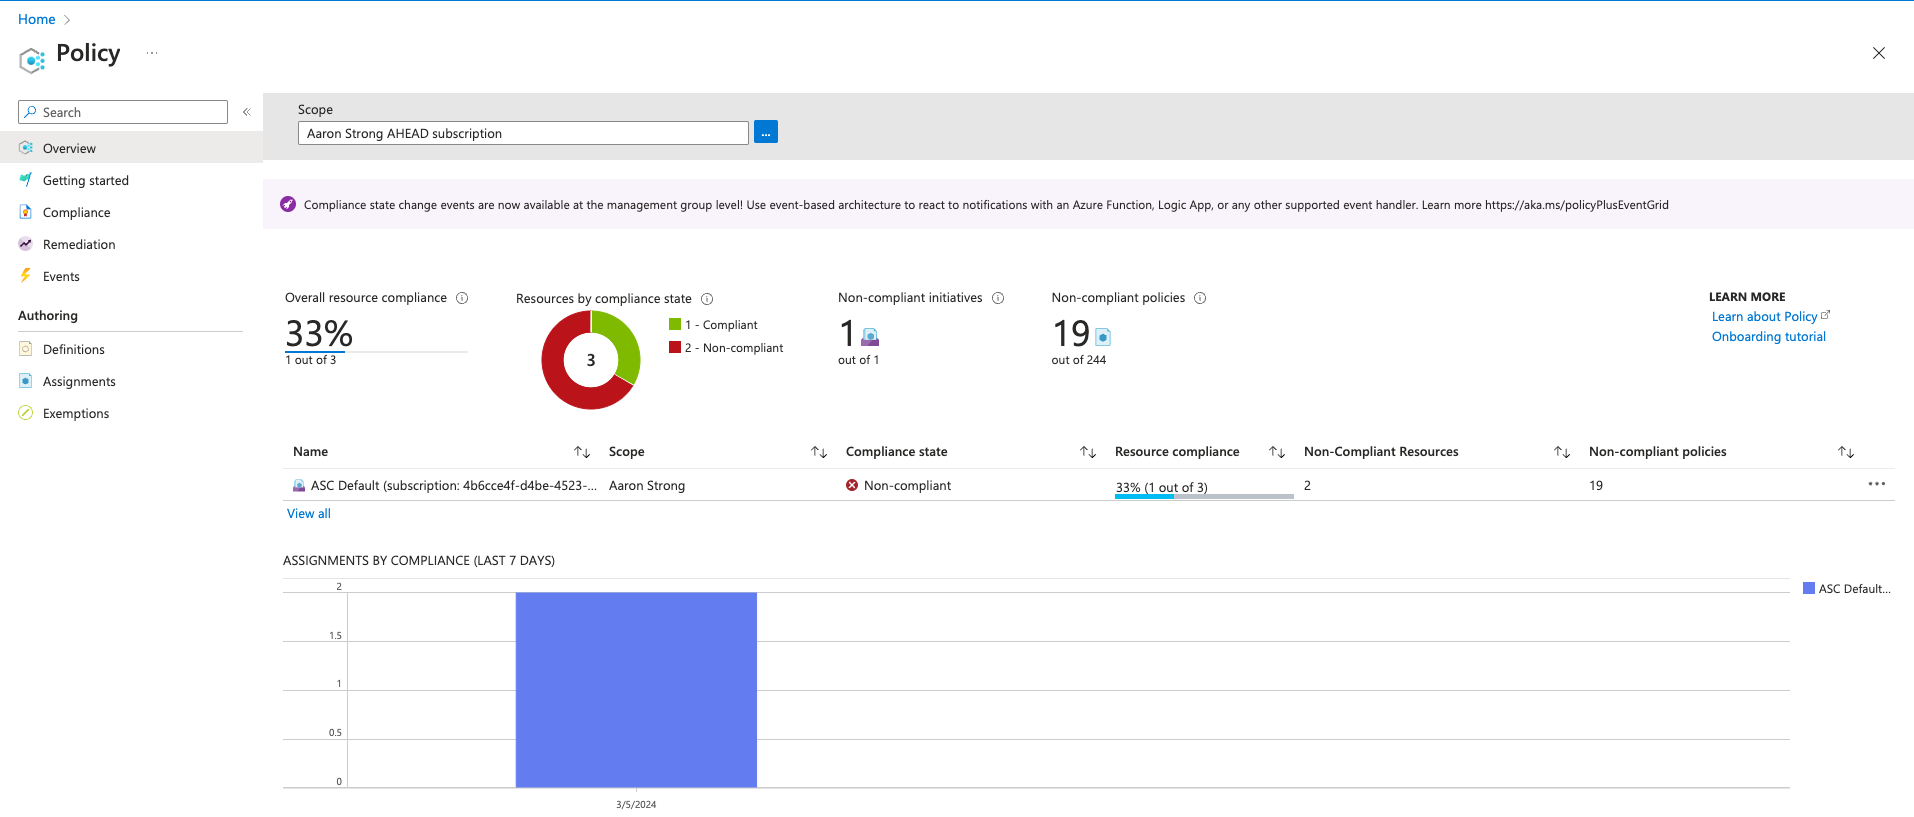 Home
Policy
Search
Overview
Getting started
Compliance
Remediation
Events
Authoring
Definitions
Assignments
Exemptions
Scope
Aaron Strong AHEAD subscription
...
Compliance state change events are now available at the management group level! Use event-based architecture to react to notifications with an Azure Function, Logic App, or any other supported event handler. Learn more https://aka.ms/policyPlusEventGrid
Overall resource compliance
33%
1 out of 3
Resources by compliance state
3
1 - Compliant
2 - Non-compliant
Non-compliant initiatives
1
out of 1
Non-compliant policies
19
out of 244
LEARN MORE
Learn about Policy
Onboarding tutorial
Name Scope Compliance state Resource compliance Non-Compliant Resources Non-compliant policies
ASC Default (subscription: 4b6cce4f-d4be-4523-... Aaron Strong Non-compliant 33% (1 out of 3) 2 19
View all
ASSIGNMENTS BY COMPLIANCE (LAST 7 DAYS)
2
1.5
1
0.5
0
3/5/2024
ASC Default...